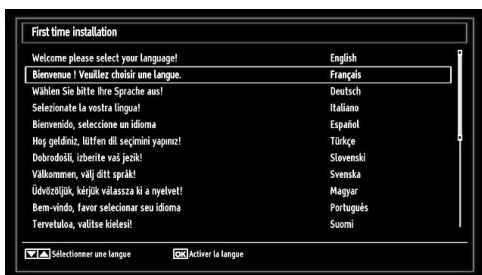 First time installation
Welcome please select your language! English
Bienvenue ! Veuillez choisir une langue. Français
Wählen Sie bitte Ihre Sprache aus! Deutsch
Selezionate la vostra lingua! Italiano
Bienvenido, seleccione un idioma Español
Hoş geldiniz, lütfen dil seçimini yapınız! Türkçe
Dobrodošli, izberite vaš jezik! Slovenski
Välkommen, välj ditt språk! Svenska
Üdvözöljük, kérjük válassza ki a nyelvet! Magyar
Bem-vindo, favor selecionar seu idioma Português
Tervetuloa, valitse kielesi! Suomi
Sélectionner une langue OK Activer la langue